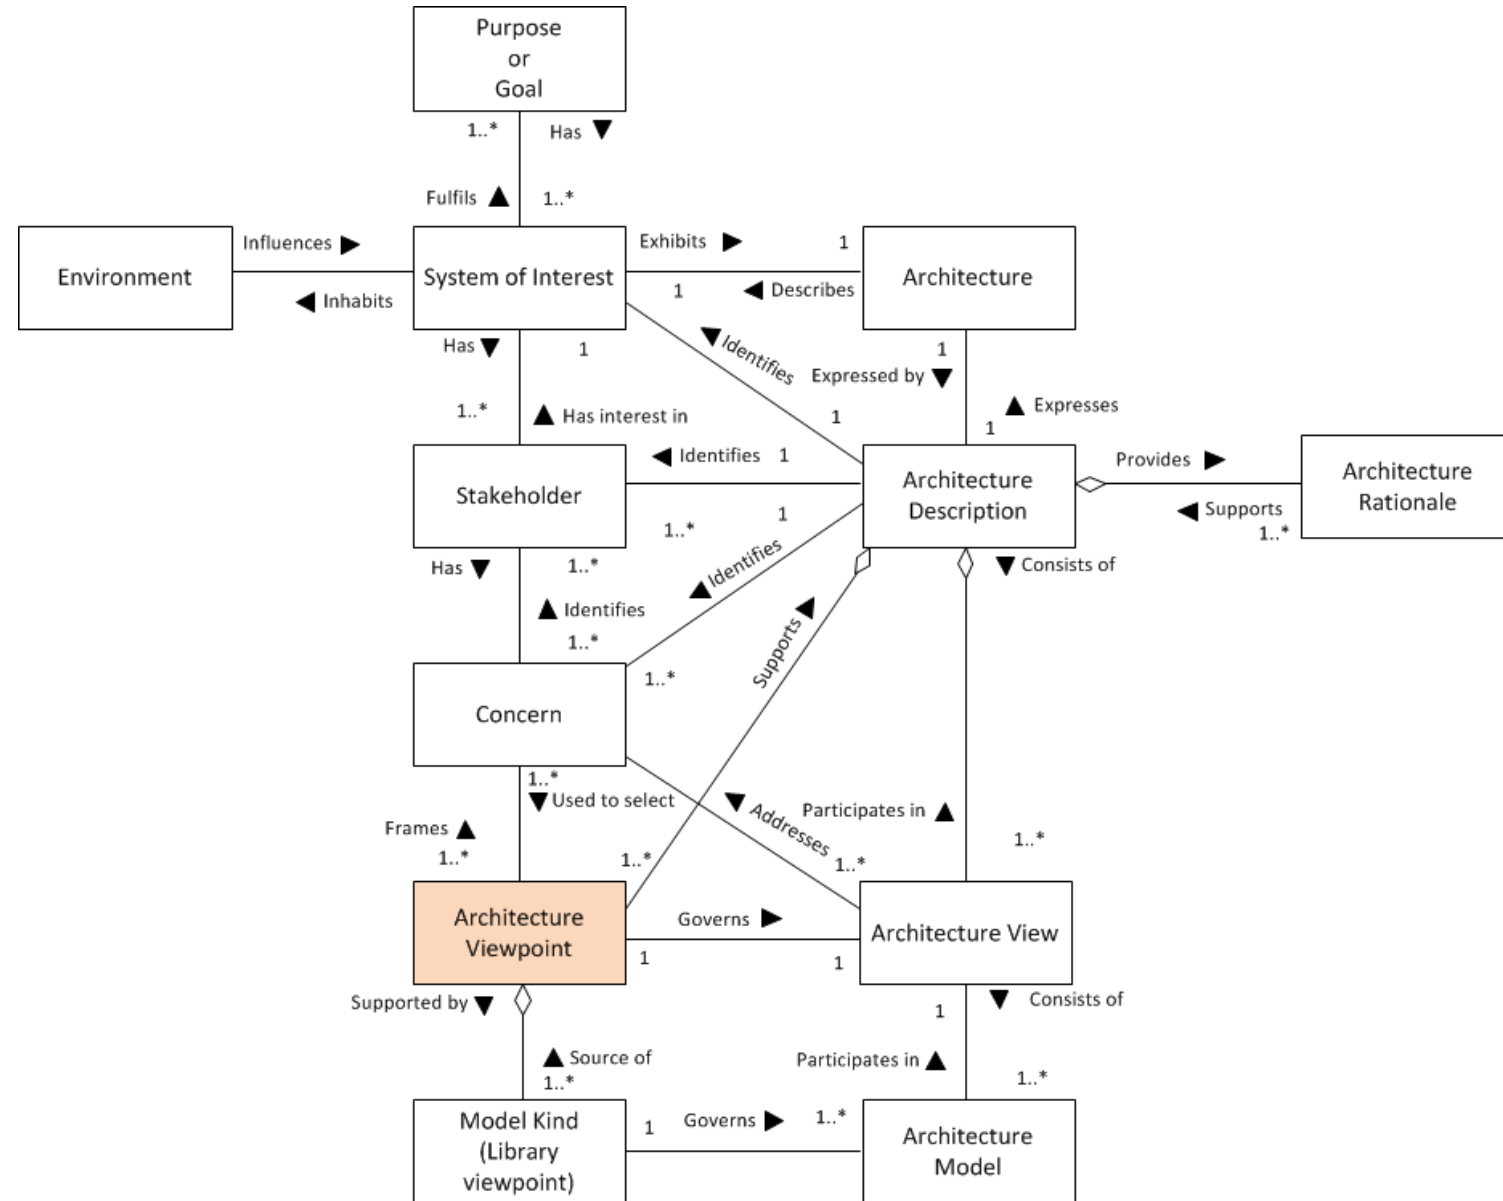 Purpose
or
Goal
1..*
Has
Fulfils
1..*
Environment
Influences
Inhabits
System of Interest
Exhibits
1
1
Describes
Architecture
Has
1
Identifies
1
Expressed by
1..*
Has interest in
1
Expresses
1
Stakeholder
Identifies
1
1..*
1
Architecture
Description
Provides
Supports
1..*
Architecture
Rationale
Has
1..*
Identifies
Consists of
Identifies
1..*
1..*
Supports
Concern
1..*
Used to select
Addresses
Participates in
Frames
1..*
1..*
1..*
1..*
Architecture
Viewpoint
Governs
1
1
Architecture View
Supported by
1
Consists of
Source of
1..*
Participates in
1..*
Model Kind
(Library
viewpoint)
1
Governs
1..*
Architecture
Model